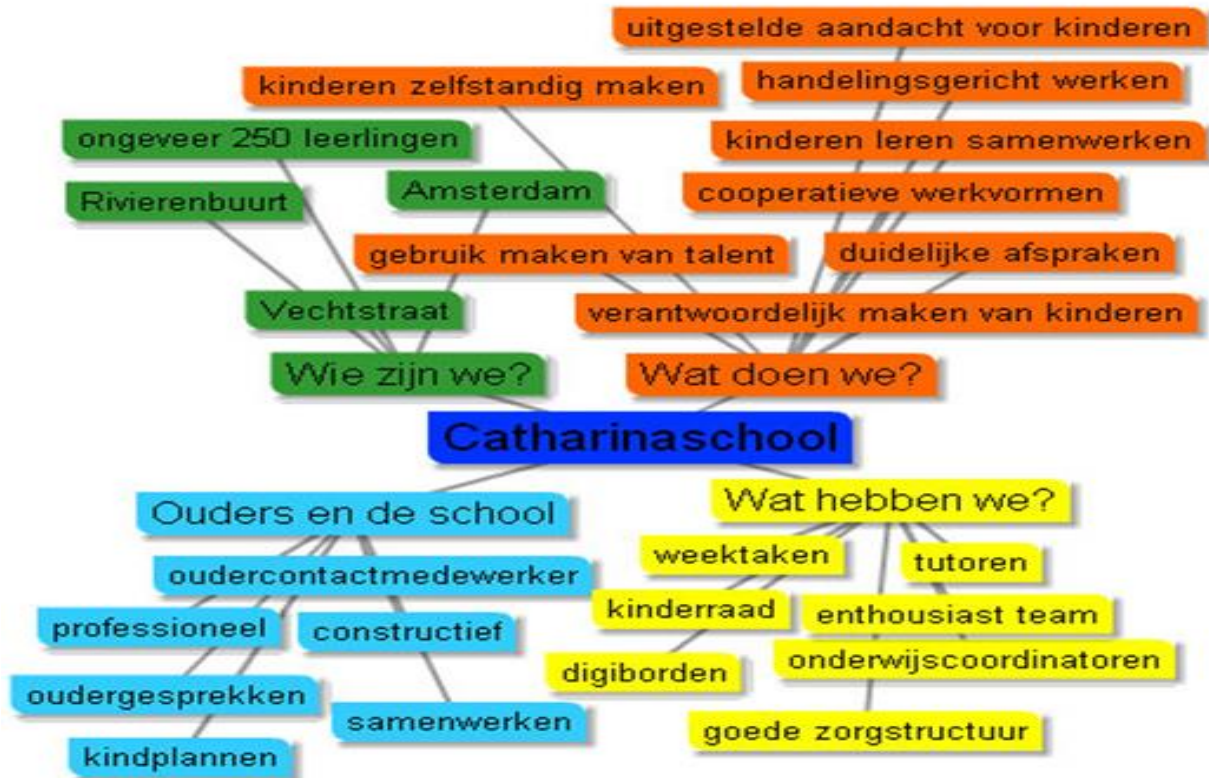 uitgestelde aandacht voor kinderen
kinderen zelfstandig maken
handelingsgericht werken
ongeveer 250 leerlingen
kinderen leren samenwerken
Rivierenbuurt
Amsterdam
cooperatieve werkvormen
gebruik maken van talent
duidelijke afspraken
Vechtstraat
verantwoordelijk maken van kinderen
Wie zijn we?
Wat doen we?
Catharinaschool
Ouders en de school
Wat hebben we?
oudercontactmedewerker
weektaken
tutoren
professioneel
constructief
kinderraad
enthousiast team
oudergesprekken
digiborden
onderwijscoordinatoren
samenwerken
goede zorgstructuur
kindplannen